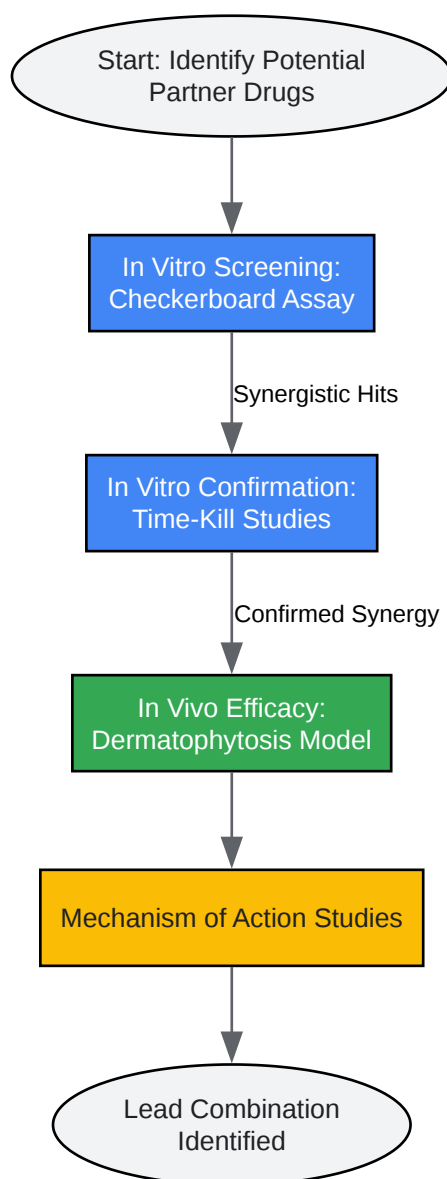 Start: Identify Potential
Partner Drugs
In Vitro Screening:
Checkerboard Assay
Synergistic Hits
In Vitro Confirmation:
Time-Kill Studies
Confirmed Synergy
In Vivo Efficacy:
Dermatophytosis Model
Mechanism of Action Studies
Lead Combination
Identified